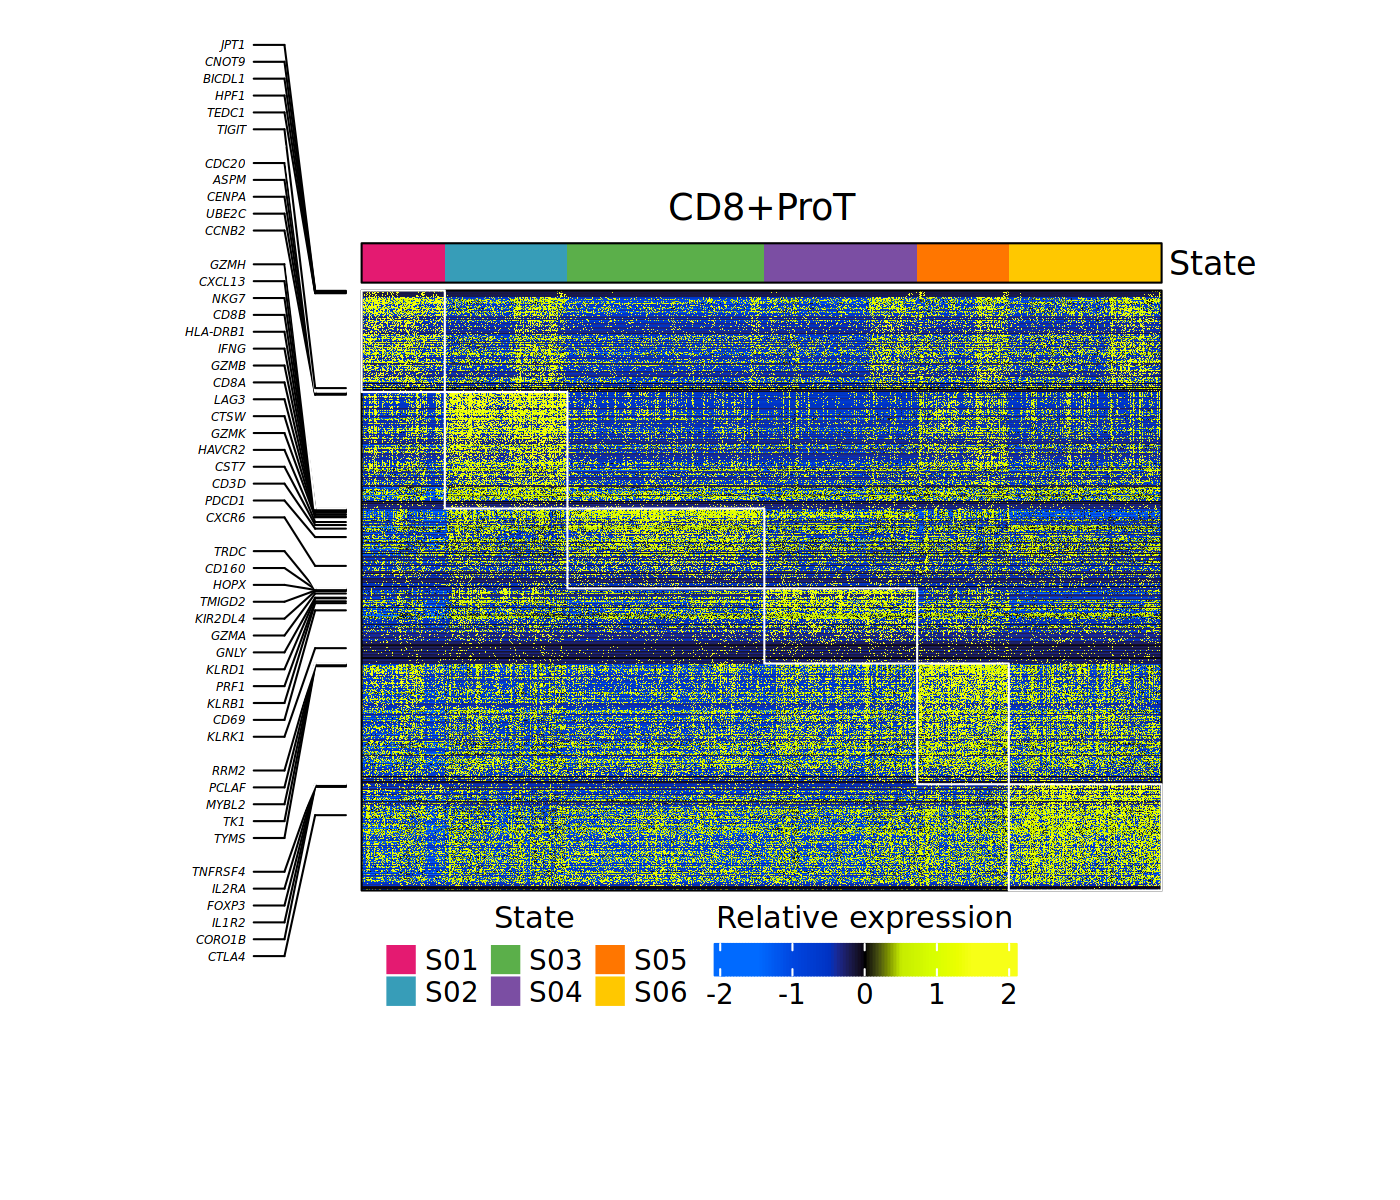 JPT1
CNOT9
BICDL1
HPF1
TEDC1
TIGIT
CDC20
ASPM
CENPA
UBE2C
CCNB2
GZMH
CXCL13
NKG7
CD8B
HLA-DRB1
IFNG
GZMB
CD8A
LAG3
CTSW
GZMK
HAVCR2
CST7
CD3D
PDCD1
CXCR6
TRDC
CD160
HOPX
TMIGD2
KIR2DL4
GZMA
GNLY
KLRD1
PRF1
KLRB1
CD69
KLRK1
RRM2
PCLAF
MYBL2
TK1
TYMS
TNFRSF4
IL2RA
FOXP3
IL1R2
CORO1B
CTLA4
CD8+ProT
State
State
S01 S03 S05
S02 S04 S06
Relative expression
-2 -1 0 1 2